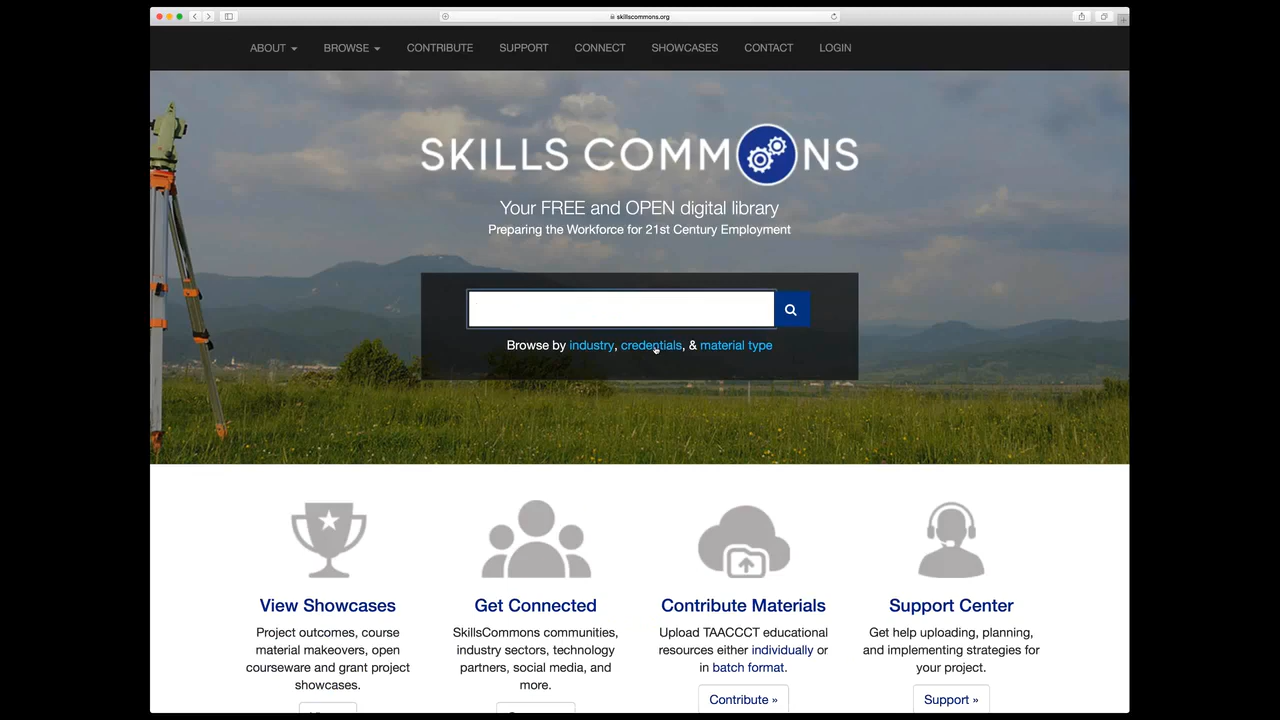 skillscommons.org
ABOUT BROWSE CONTRIBUTE SUPPORT CONNECT SHOWCASES CONTACT LOGIN
SKILLS COMMONS
Your FREE and OPEN digital library
Preparing the Workforce for 21st Century Employment
Browse by industry, credentials, & material type
View Showcases
Project outcomes, course
material makeovers, open
courseware and grant project
showcases.
Get Connected
SkillsCommons communities,
industry sectors, technology
partners, social media, and
more.
Contribute Materials
Upload TAACCCT educational
resources either individually or
in batch format.
Contribute »
Support Center
Get help uploading, planning,
and implementing strategies for
your project.
Support »